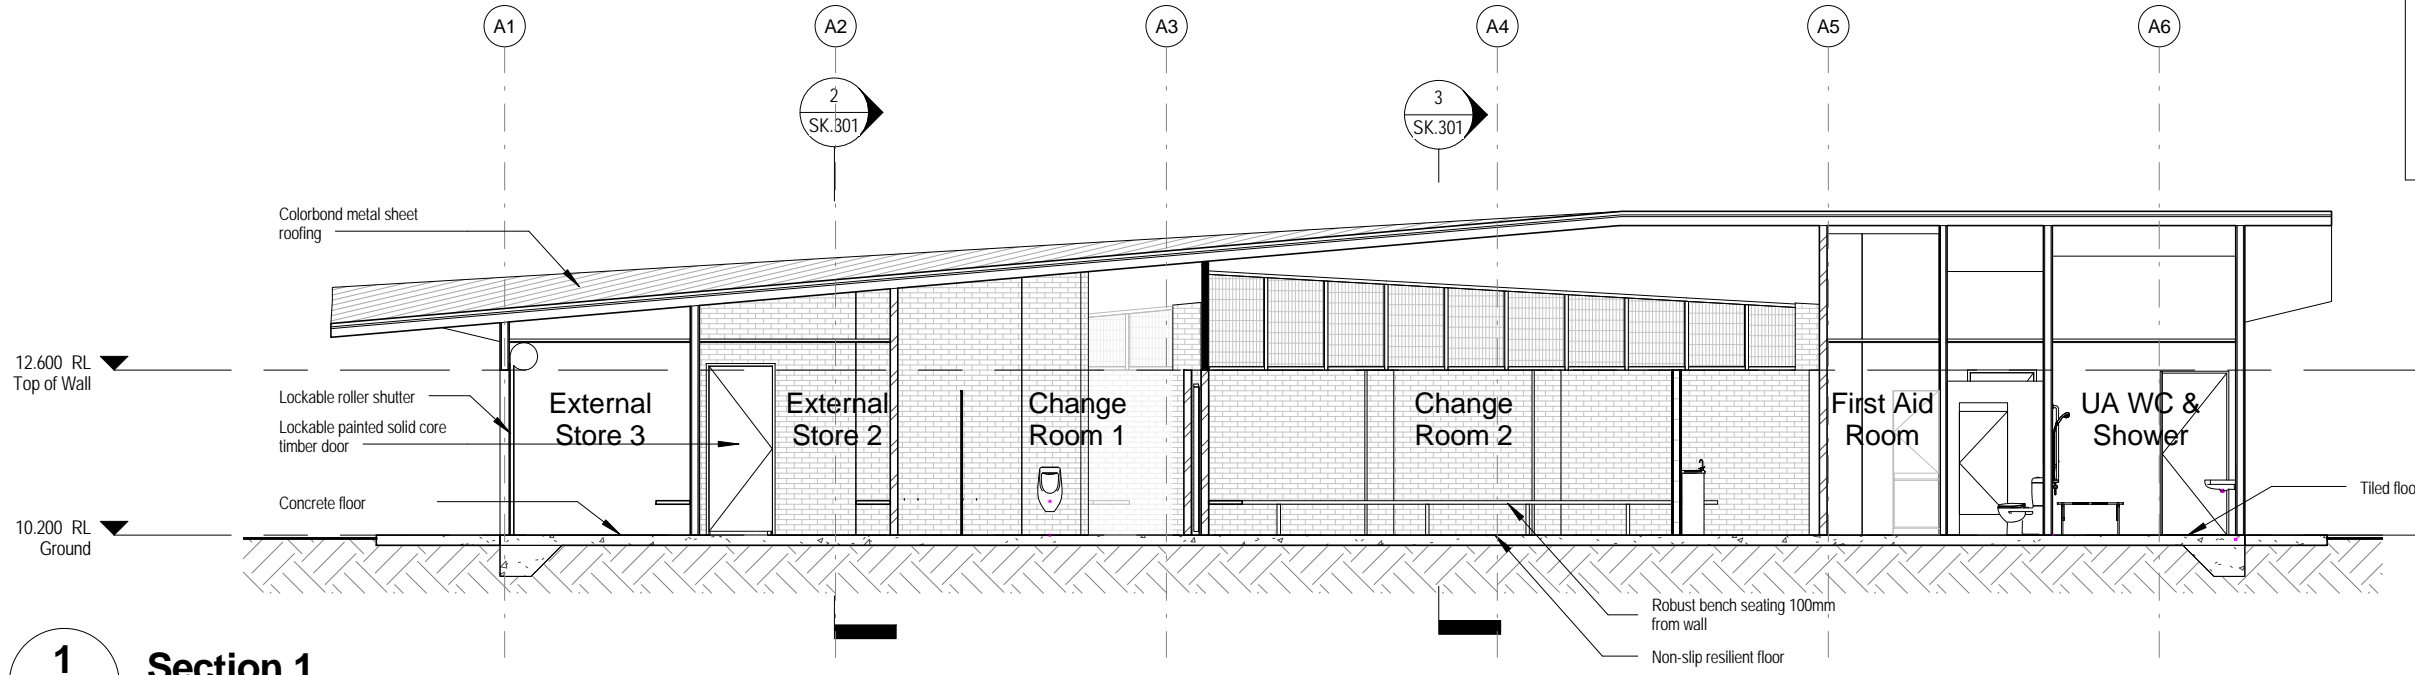 A1
A2
A3
A4
A5
A6
2
SK.301
3
SK.301
Colorbond metal sheet
roofing
12.600 RL
Top of Wall
Lockable roller shutter
Lockable painted solid core
timber door
Concrete floor
10.200 RL
Ground
External
Store 3
External
Store 2
Change
Room 1
Change
Room 2
First Aid
Room
UA WC &
Shower
Tiled floo
Robust bench seating 100mm
from wall
Non-slip resilient floor
1
Section 1